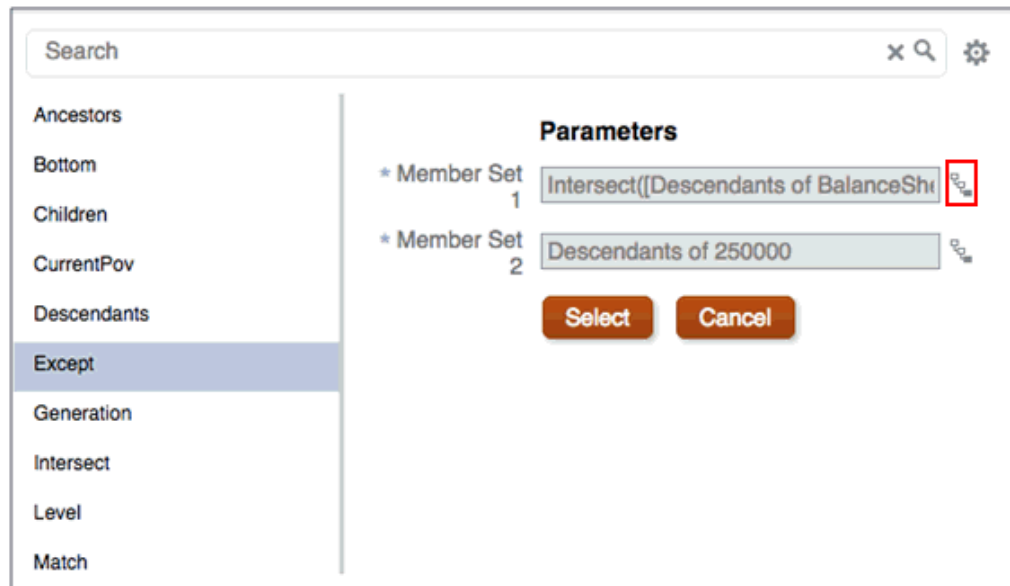 Search
Ancestors
Bottom
Children
CurrentPov
Descendants
Except
Generation
Intersect
Level
Match
Parameters
* Member Set 1
Intersect([Descendants of BalanceShe
* Member Set 2
Descendants of 250000
Select Cancel